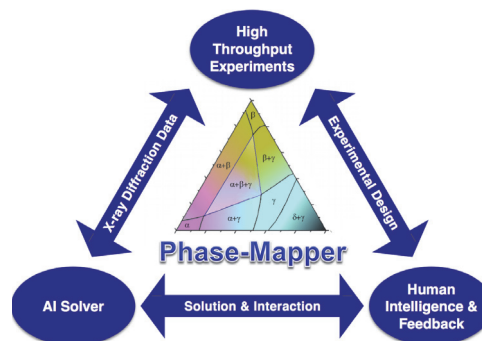 High
Throughput
Experiments
X-ray Diffraction Data
Experimental Design
β
α+β
β+γ
α+β+γ
γ
α+γ
δ+γ
α
Phase-Mapper
AI Solver
Solution & Interaction
Human
Intelligence &
Feedback